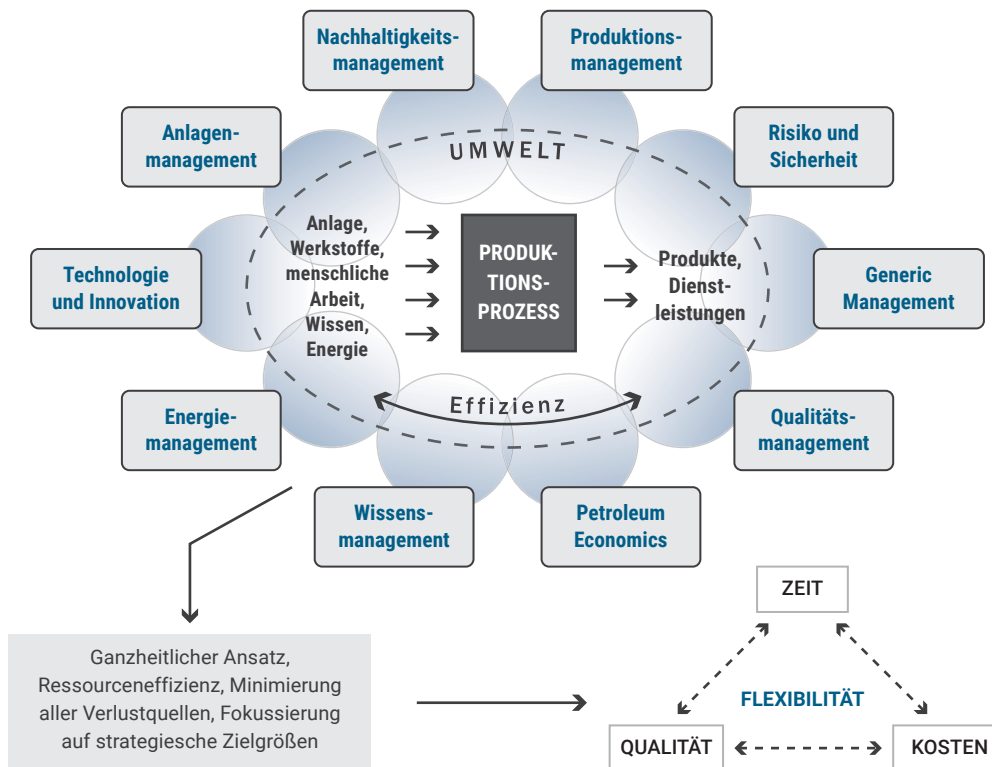 Nachhaltigkeits-
management
Produktions-
management
Anlagen-
management
Risiko und
Sicherheit
UMWELT
Technologie
und Innovation
Anlage,
Werkstoffe,
menschliche
Arbeit,
Wissen,
Energie
PRODUK-
TIONS-
PROZESS
Produkte,
Dienst-
leistungen
Generic
Management
Energie-
management
Effizienz
Qualitäts-
management
Wissens-
management
Petroleum
Economics
Ganzheitlicher Ansatz,
Ressourceneffizienz, Minimierung
aller Verlustquellen, Fokussierung
auf strategiesche Zielgrößen
ZEIT
FLEXIBILITÄT
QUALITÄT
KOSTEN